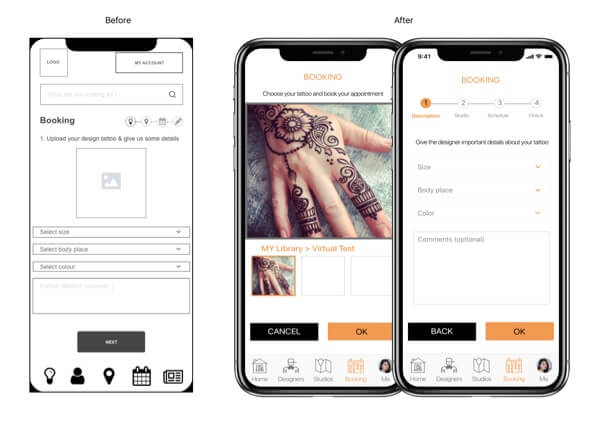 Before
After
LOGO
MY ACCOUNT
What are you looking for?
Booking
1. Upload your design tattoo & give us some details
Select size
Select body place
Select colour
NEXT
BOOKING
Choose your tattoo and book your appointment
MY Library > Virtual Test
CANCEL
OK
Home
Designers
Studios
Booking
Me
9:41
BOOKING
1
2
3
4
Description
Studio
Schedule
Check
Give the designer important details about your tattoo
Size
Body place
Color
Comments (optional)
BACK
OK
Home
Designers
Studios
Booking
Me